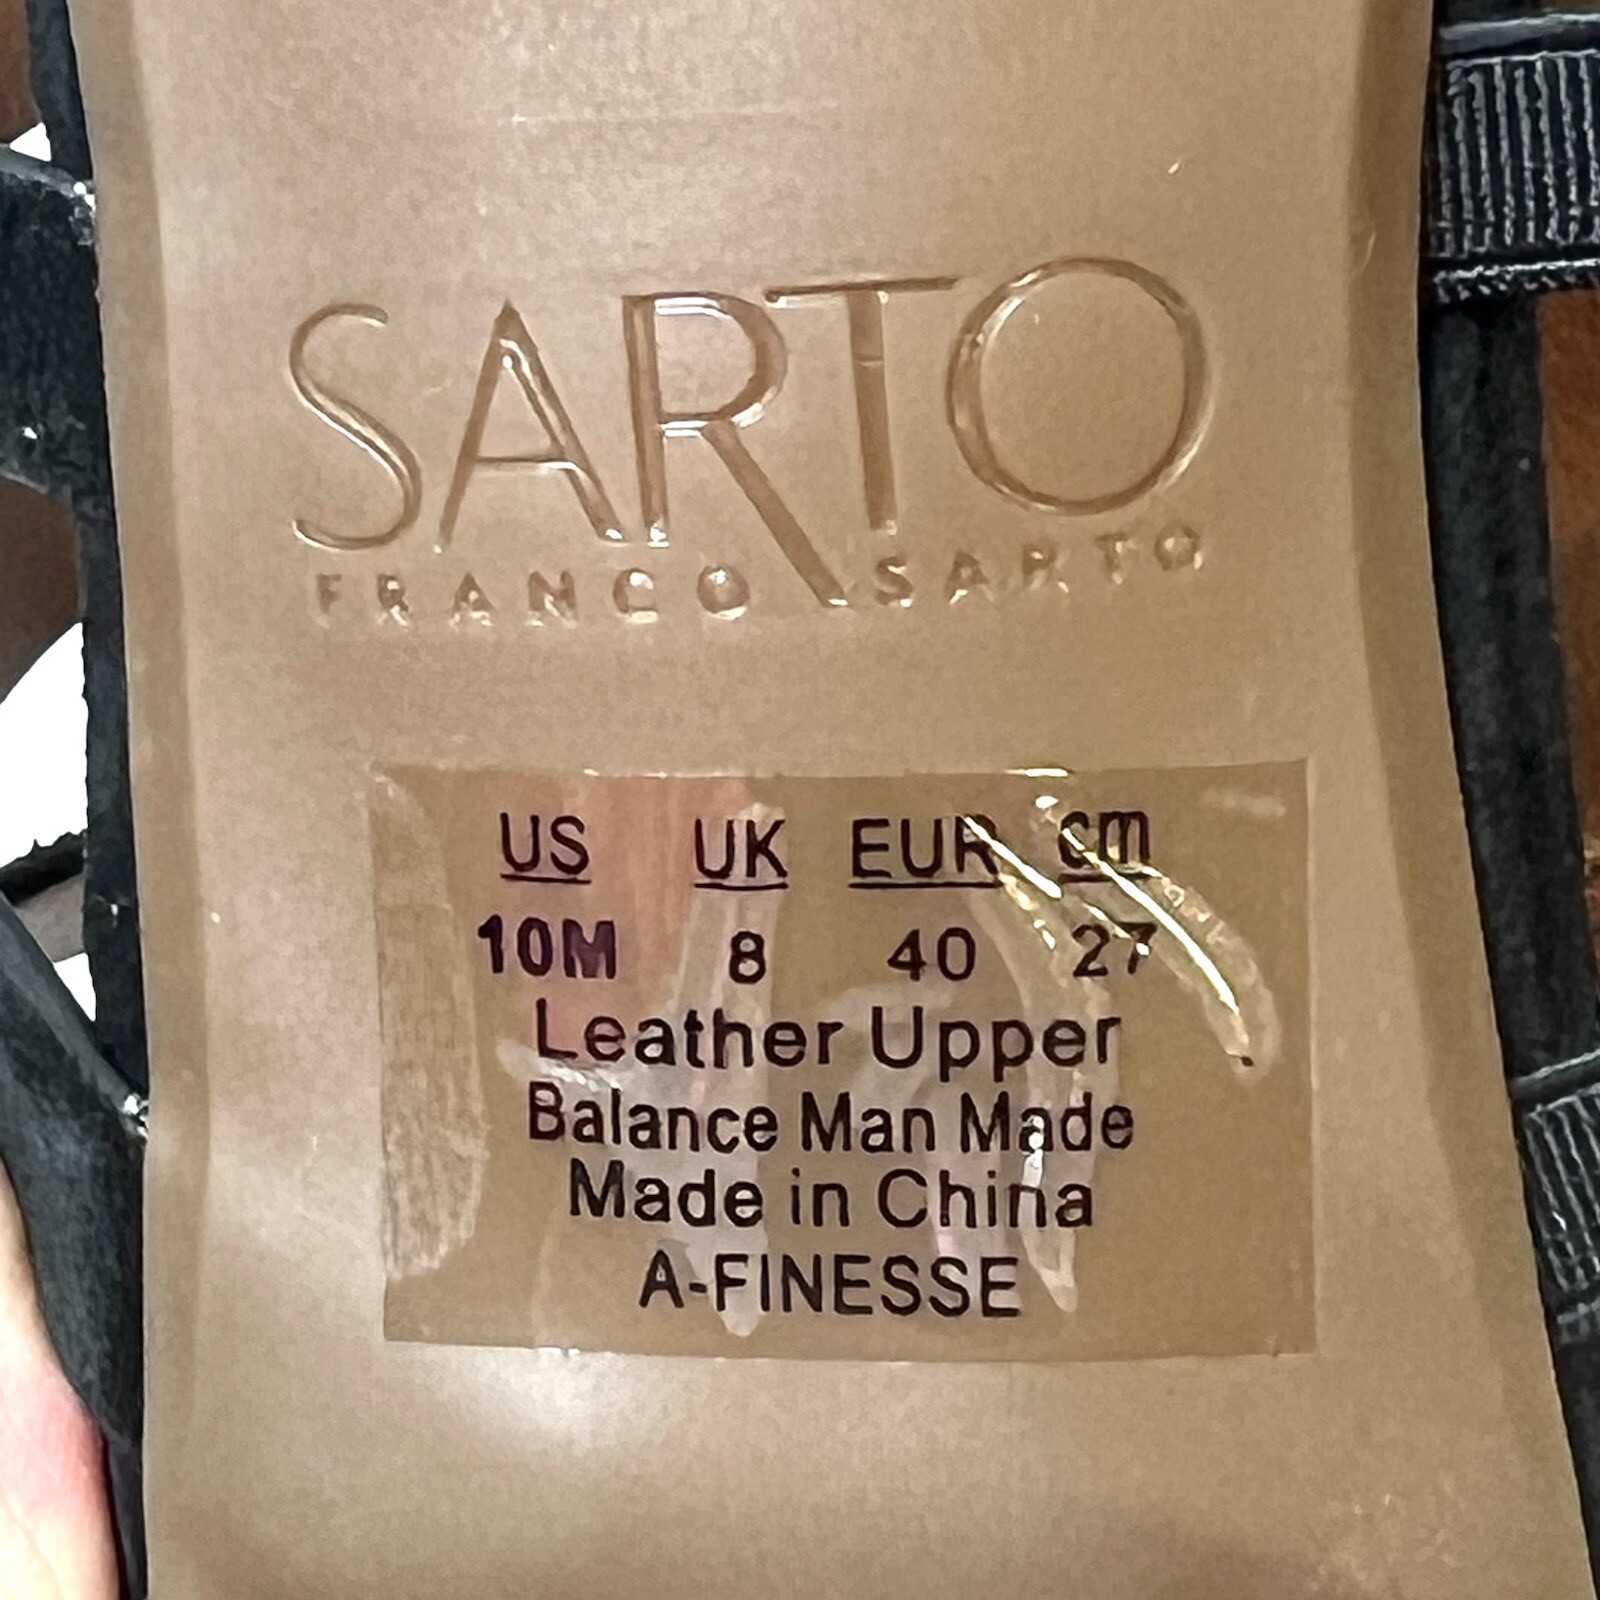 SARTO
FRANCO SARTO
US UK EUR cm
10M 8 40 27
Leather Upper
Balance Man Made
Made in China
A-FINESSE